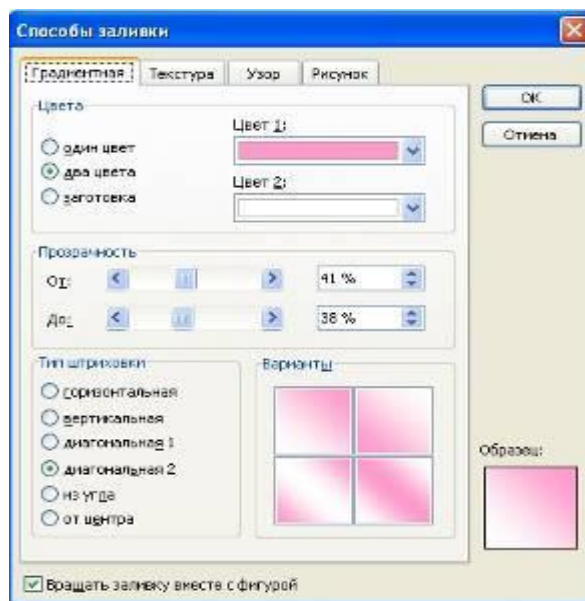 Способы заливки
Градиентная Текстура Узор Рисунок
Цвета
один цвет
два цвета
заготовка
Цвет 1:
Цвет 2:
Прозрачность
От: 41 %
До: 38 %
Тип штриховки
горизонтальная
вертикальная
диагональная 1
диагональная 2
из угла
от центра
Варианты
ОК
Отмена
Образец:
Вращать заливку вместе с фигурой